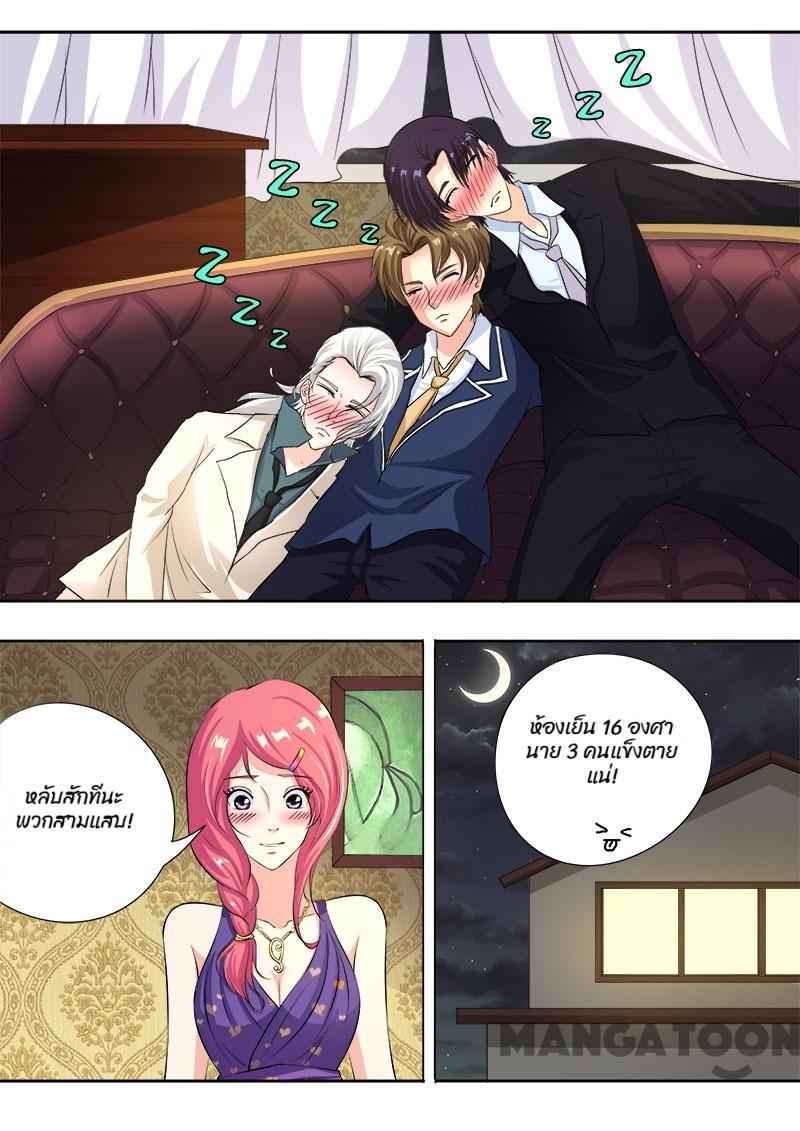 Z Z Z
Z Z Z
Z Z Z
หลับสักทีนะ
พวกสามแสบ!
ห้องเย็น 16 องศา
นาย 3 คนแข็งตาย
แน่!
MANGATOON